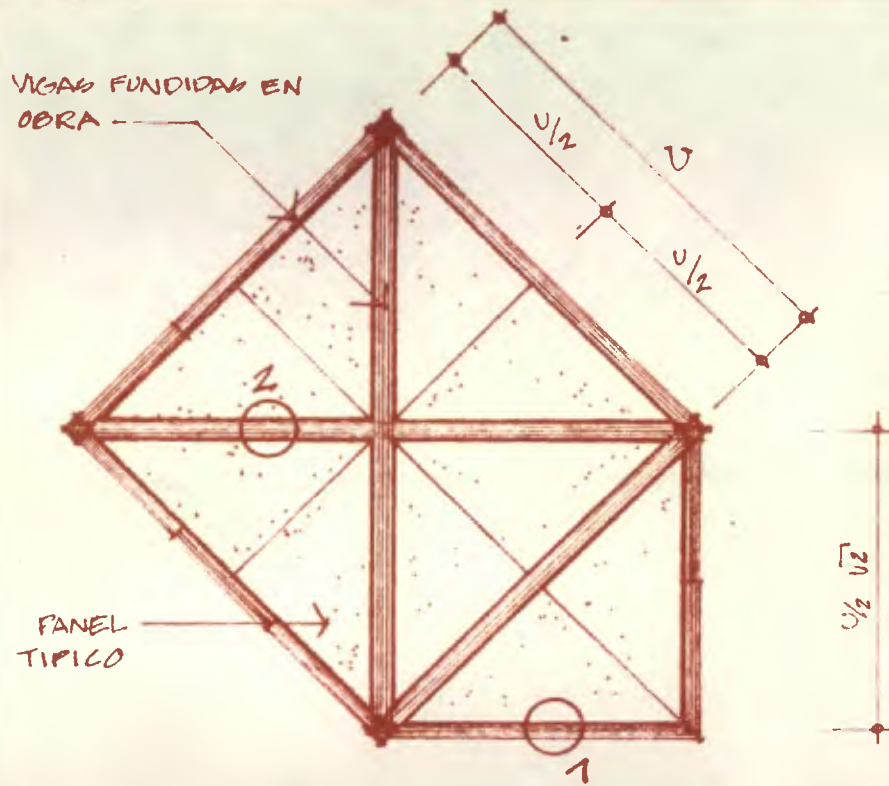 VIGAS FUNDIDAS EN
OBRA
U/2
U
U/2
2
U/2 √2
PANEL
TIPICO
1